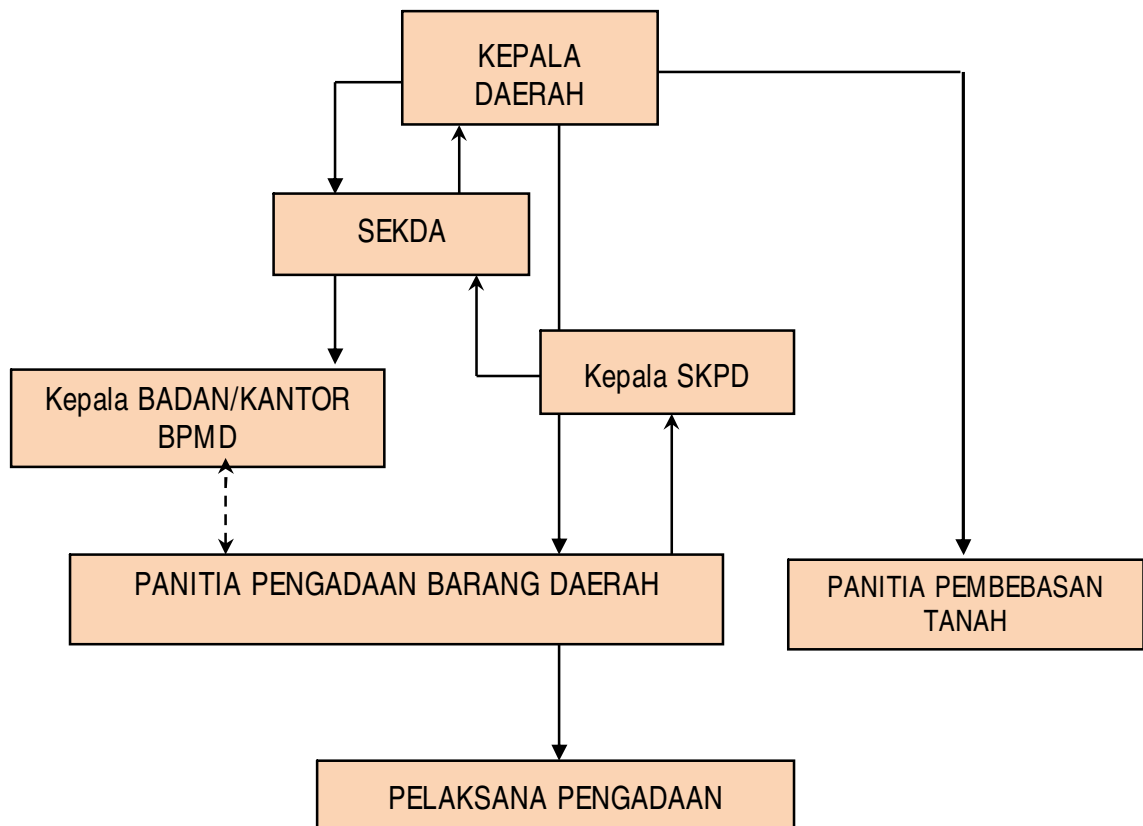 KEPALA
DAERAH
SEKDA
Kepala SKPD
Kepala BADAN/KANTOR
BPMD
PANITIA PENGADAAN BARANG DAERAH
PANITIA PEMBEBASAN
TANAH
PELAKSANA PENGADAAN